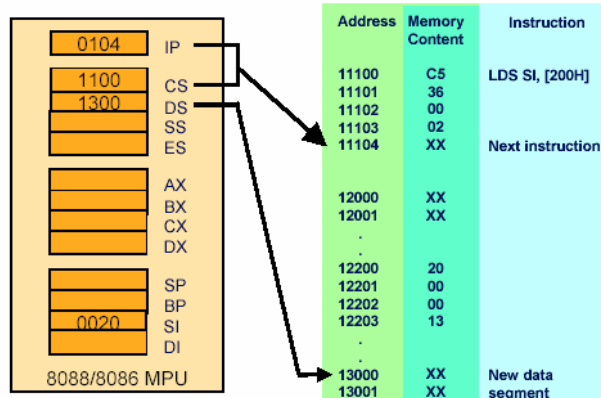 0104 IP
1100 CS
1300 DS
SS
ES
AX
BX
CX
DX
SP
BP
0020 SI
DI
8088/8086 MPU
Address Memory Content Instruction
11100 C5 LDS SI, [200H]
11101 36
11102 00
11103 02
11104 XX Next instruction
12000 XX
12001 XX
.
.
12200 20
12201 00
12202 00
12203 13
.
.
13000 XX New data
13001 XX segment